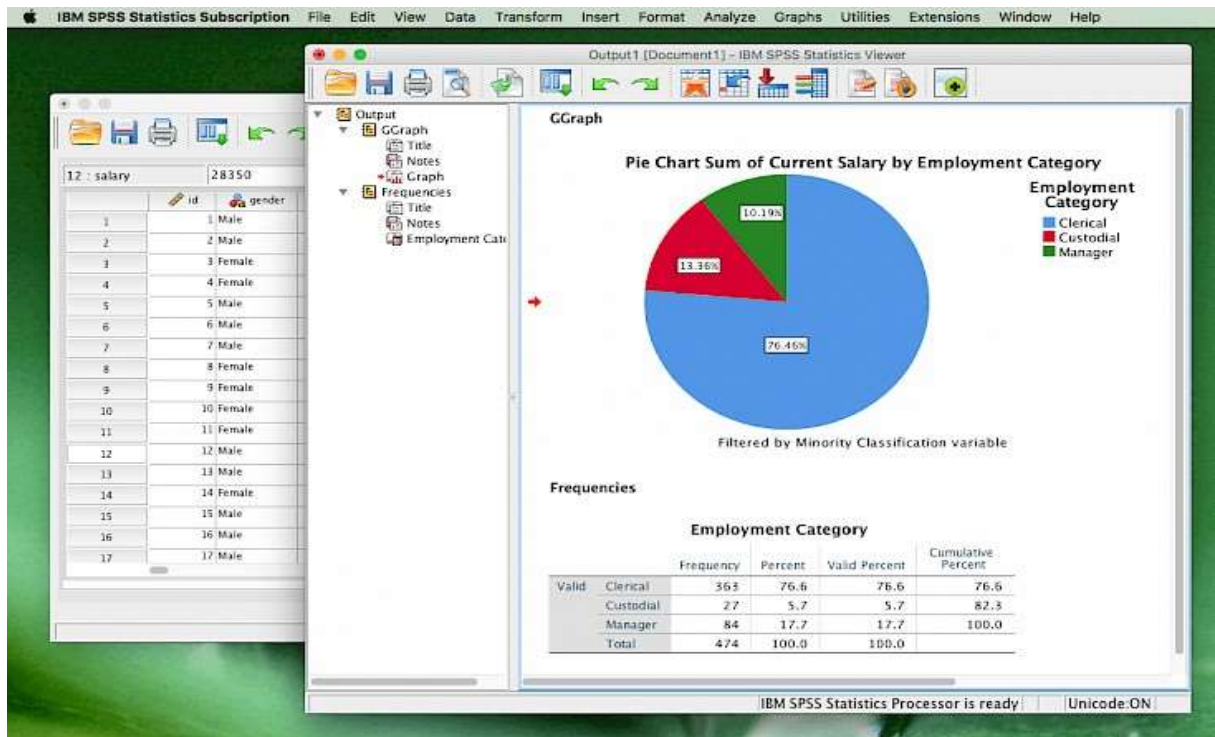 IBM SPSS Statistics Subscription File Edit View Data Transform Insert Format Analyze Graphs Utilities Extensions Window Help
Output1 [Document1] - IBM SPSS Statistics Viewer
12 : salary 28350
id gender
1 1 Male
2 2 Male
3 3 Female
4 4 Female
5 5 Male
6 6 Male
7 7 Male
8 8 Female
9 9 Female
10 10 Female
11 11 Female
12 12 Male
13 13 Male
14 14 Female
15 15 Male
16 16 Male
17 17 Male
Output
GGraph
Title
Notes
Graph
Frequencies
Title
Notes
Employment Cate
GGraph
Pie Chart Sum of Current Salary by Employment Category
Employment
Category
Clerical
Custodial
Manager
10.19%
13.36%
76.46%
Filtered by Minority Classification variable
Frequencies
Employment Category
Frequency Percent Valid Percent Cumulative
Percent
Valid Clerical 363 76.6 76.6 76.6
Custodial 27 5.7 5.7 82.3
Manager 84 17.7 17.7 100.0
Total 474 100.0 100.0
IBM SPSS Statistics Processor is ready Unicode:ON